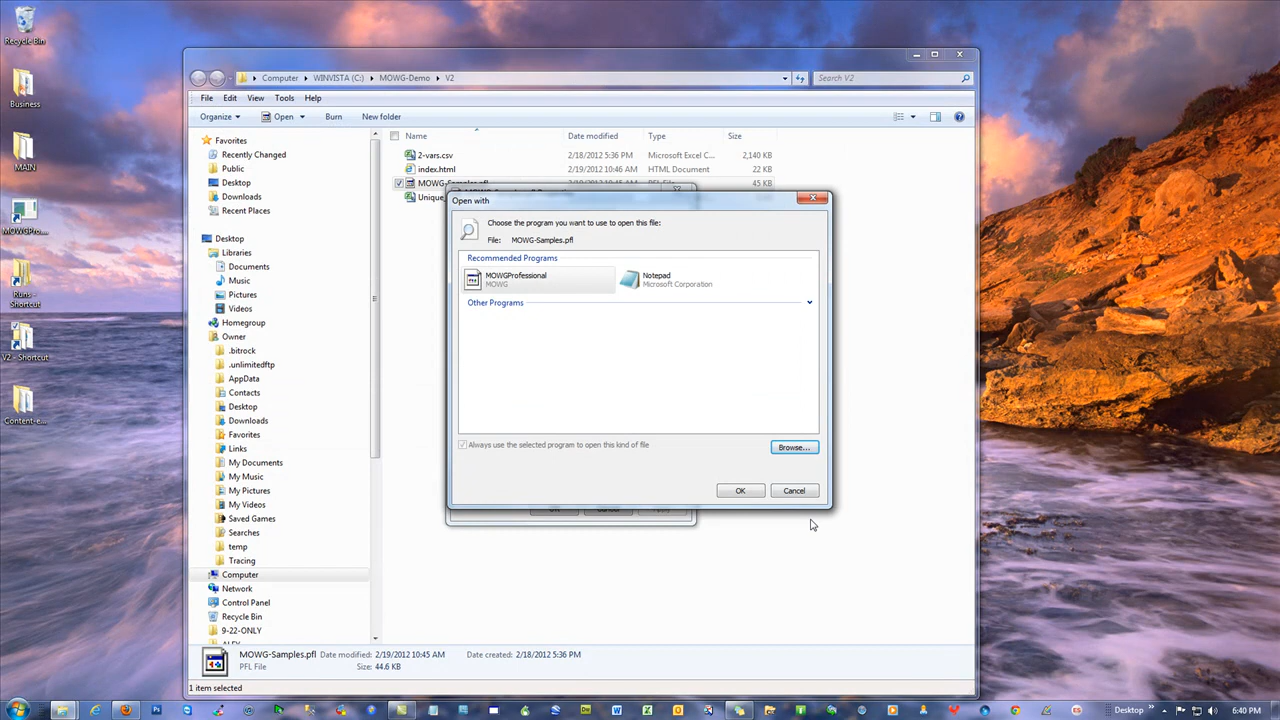 Recycle Bin
Business
MAIN
MOWGPro...
Runs -
Shortcut
V2 - Shortcut
Content-e...
Computer
WINVISTA (C:)
MOWG-Demo
V2
Search V2
File
Edit
View
Tools
Help
Organize
Open
Burn
New folder
Favorites
Recently Changed
Public
Desktop
Downloads
Recent Places
Desktop
Libraries
Documents
Music
Pictures
Videos
Homegroup
Owner
.bitrock
.unlimitedftp
AppData
Contacts
Desktop
Downloads
Favorites
Links
My Documents
My Music
My Pictures
My Videos
Saved Games
Searches
temp
Tracing
Computer
Network
Control Panel
Recycle Bin
9-22-ONLY
Name
Date modified
Type
Size
2-vars.csv
2/18/2012 5:36 PM
Microsoft Excel C...
2,140 KB
index.html
2/19/2012 10:46 AM
HTML Document
22 KB
MOWG-Samples.pfl
45 KB
Unique
Open with
Choose the program you want to use to open this file:
File: MOWG-Samples.pfl
Recommended Programs
MOWGProfessional
MOWG
Notepad
Microsoft Corporation
Other Programs
Always use the selected program to open this kind of file
Browse...
OK
Cancel
MOWG-Samples.pfl
Date modified: 2/19/2012 10:45 AM
Date created: 2/18/2012 5:36 PM
PFL File
Size: 44.6 KB
1 item selected
Desktop
6:40 PM